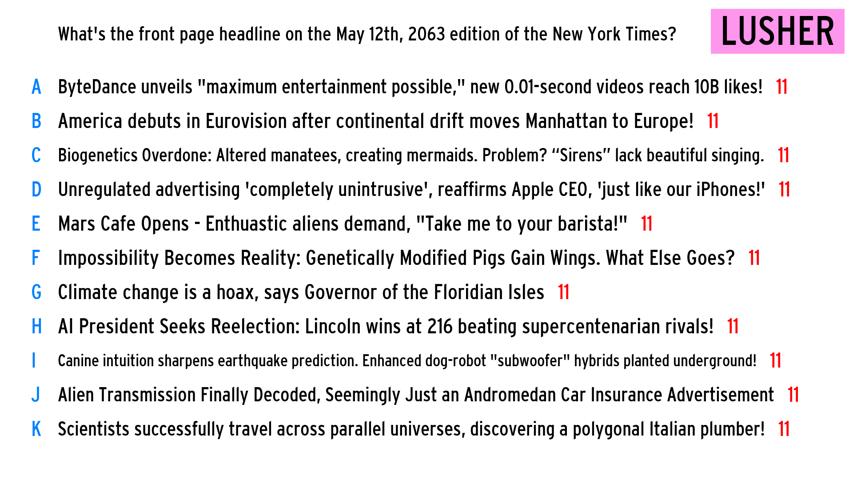 What's the front page headline on the May 12th, 2063 edition of the New York Times?
LUSHER
A ByteDance unveils "maximum entertainment possible," new 0.01-second videos reach 10B likes! 11
B America debuts in Eurovision after continental drift moves Manhattan to Europe! 11
C Biogenetics Overdone: Altered manatees, creating mermaids. Problem? “Sirens” lack beautiful singing. 11
D Unregulated advertising 'completely unintrusive', reaffirms Apple CEO, 'just like our iPhones!' 11
E Mars Cafe Opens - Enthuastic aliens demand, "Take me to your barista!" 11
F Impossibility Becomes Reality: Genetically Modified Pigs Gain Wings. What Else Goes? 11
G Climate change is a hoax, says Governor of the Floridian Isles 11
H AI President Seeks Reelection: Lincoln wins at 216 beating supercentenarian rivals! 11
I Canine intuition sharpens earthquake prediction. Enhanced dog-robot "subwoofer" hybrids planted underground! 11
J Alien Transmission Finally Decoded, Seemingly Just an Andromedan Car Insurance Advertisement 11
K Scientists successfully travel across parallel universes, discovering a polygonal Italian plumber! 11